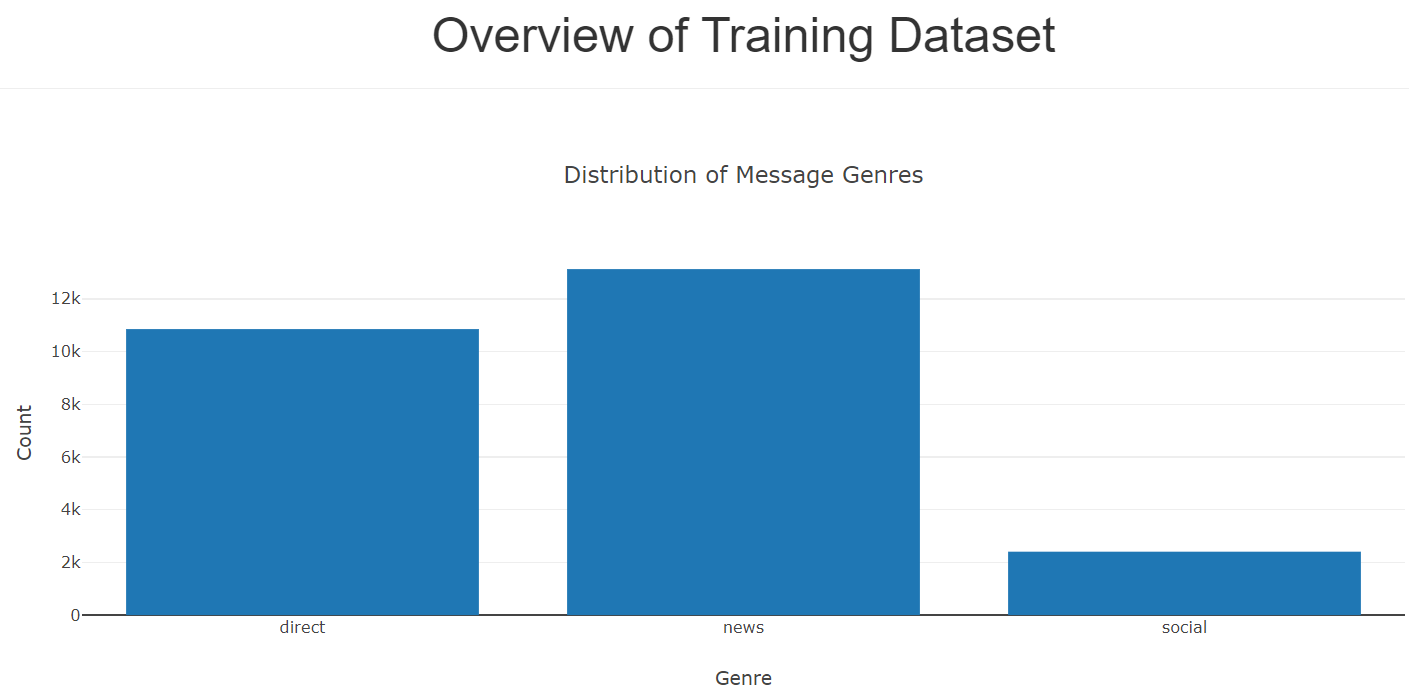 Overview of Training Dataset
Distribution of Message Genres
12k
10k
8k
6k
4k
2k
0
Count
direct news social
Genre